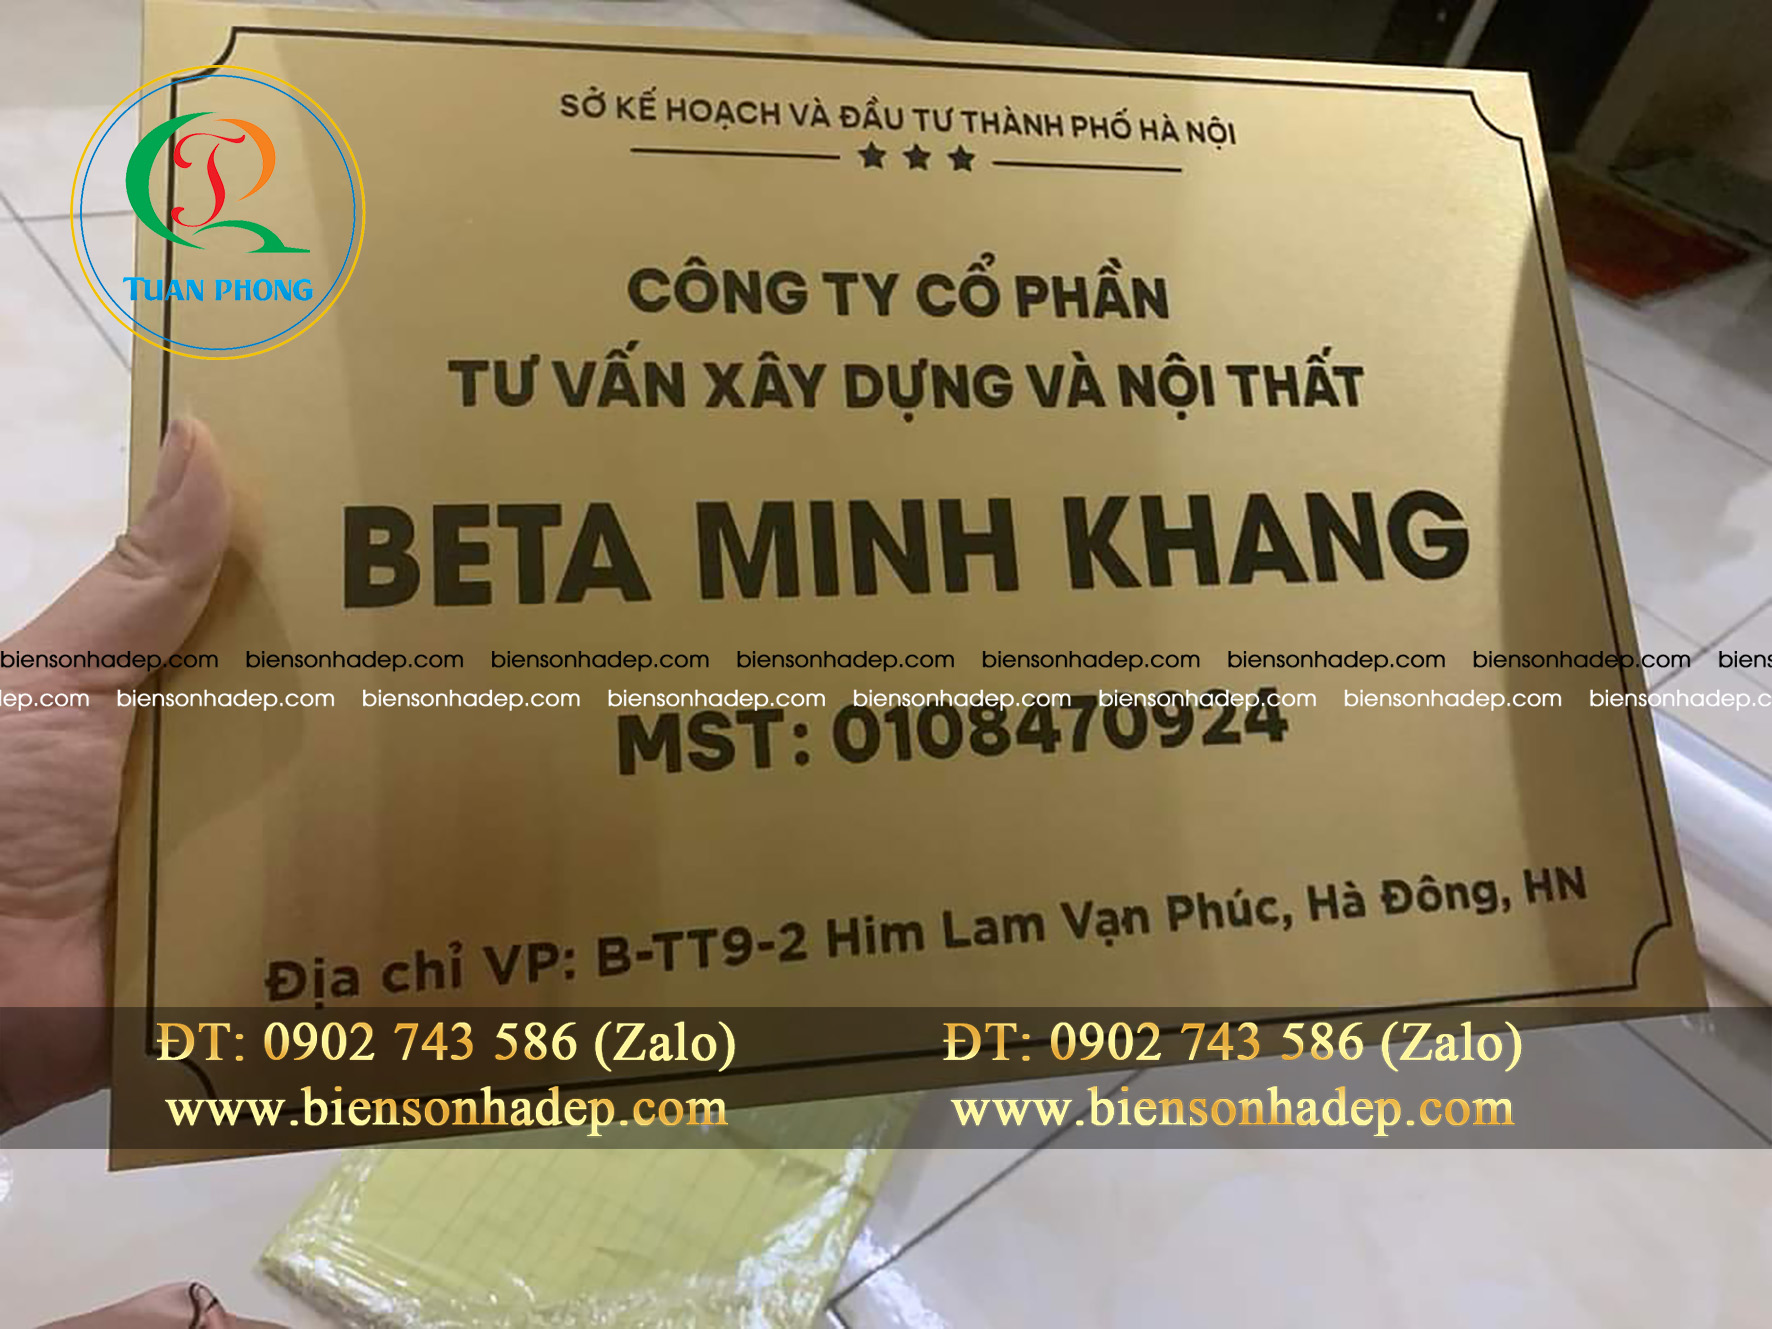 SỞ KẾ HOẠCH VÀ ĐẦU TƯ THÀNH PHỐ HÀ NỘI
TUAN PHONG
CÔNG TY CỔ PHẦN
TƯ VẤN XÂY DỰNG VÀ NỘI THẤT
BETA MINH KHANG
biensonhadep.com biensonhadep.com biensonhadep.com biensonhadep.com biensonhadep.com biensonhadep.com biensonhadep.com biens
ep.com biensonhadep.com biensonhadep.com biensonhadep.com biensonhadep.com biensonhadep.com biensonhadep.com biensonhadep.c
MST: 0108470924
Địa chỉ VP: B-TT9-2 Him Lam Vạn Phúc, Hà Đông, HN
ĐT: 0902 743 586 (Zalo) ĐT: 0902 743 586 (Zalo)
www.biensonhadep.com www.biensonhadep.com